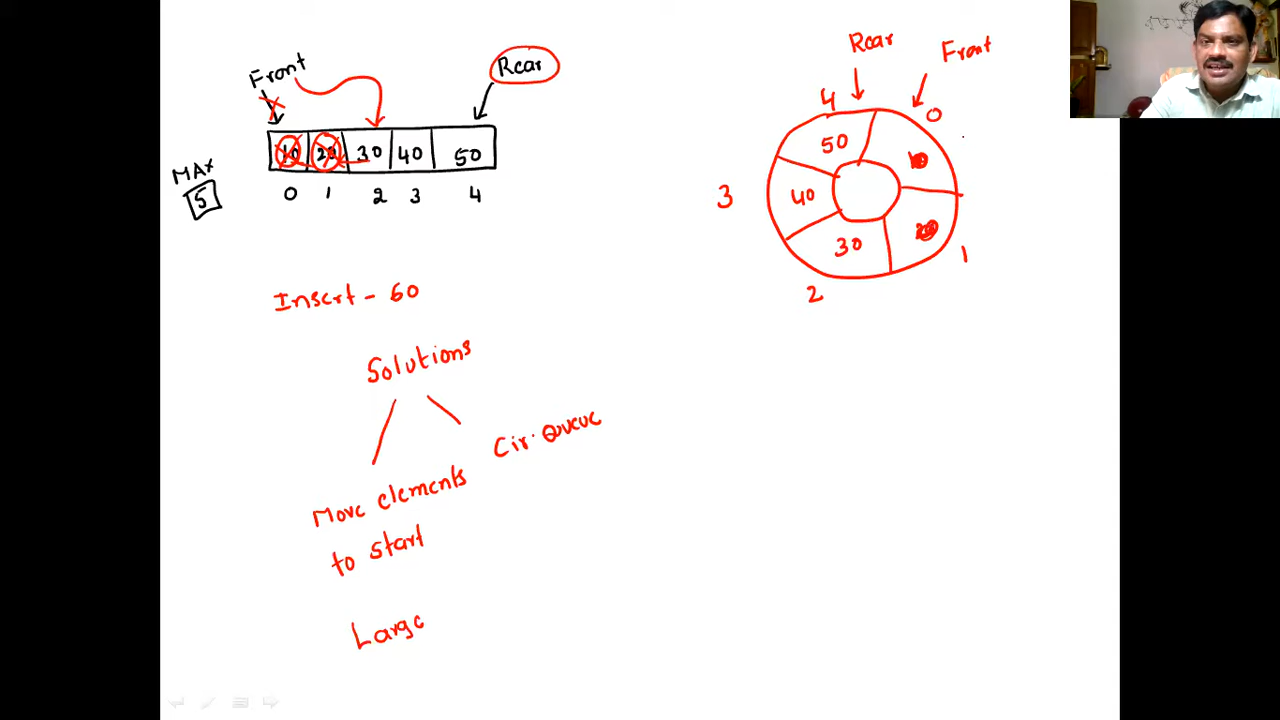 Front
Rear
10 20 30 40 50
MAX
5
0 1 2 3 4
Insert - 60
Solutions
Move elements
to start
Cir. Queue
Large
Rear
Front
4
0
50
40
3
30
2
1